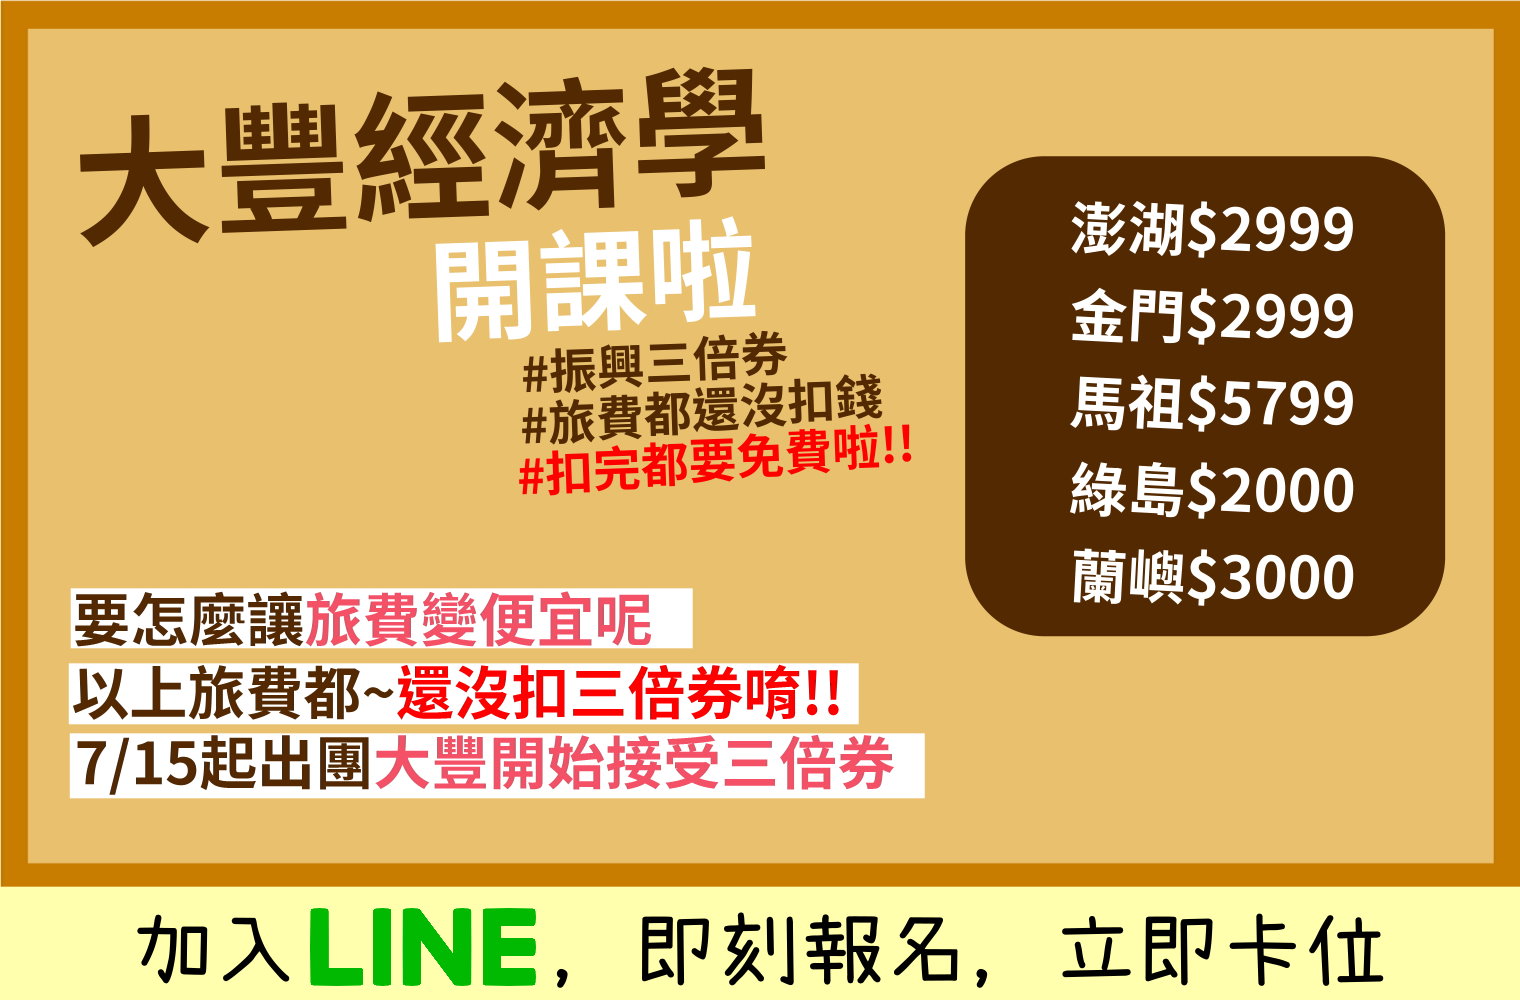 大豐經濟學
開課啦
#振興三倍券
#旅費都還沒扣錢
#扣完都要免費啦!!
澎湖$2999
金門$2999
馬祖$5799
綠島$2000
蘭嶼$3000
要怎麼讓旅費變便宜呢
以上旅費都~還沒扣三倍券唷!!
7/15起出團大豐開始接受三倍券
加入LINE，即刻報名，立即卡位